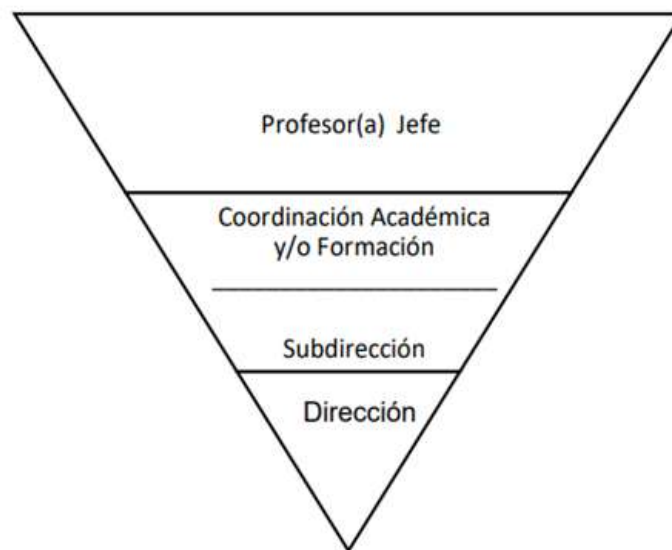 Profesor(a) Jefe
Coordinación Académica
y/o Formación
Subdirección
Dirección